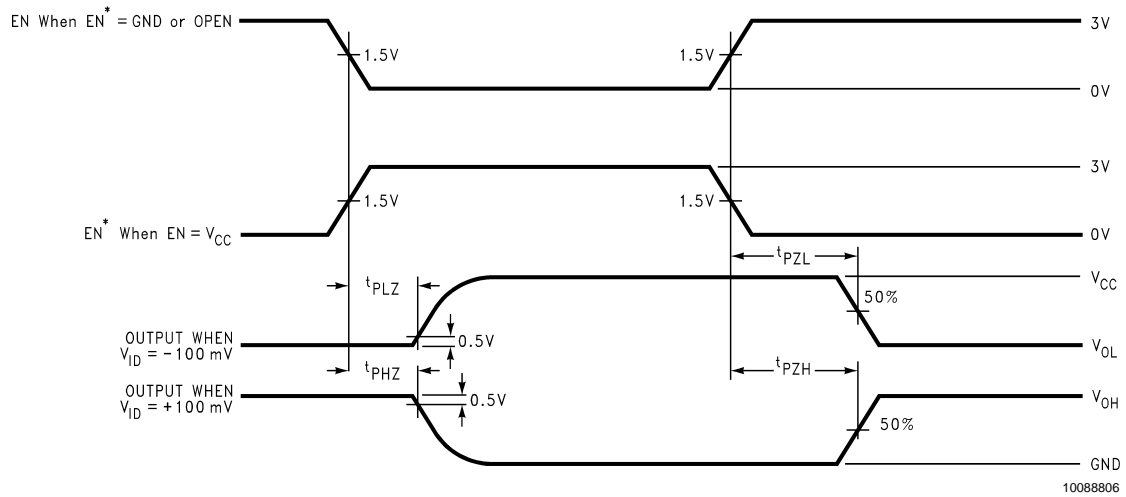 EN When EN* = GND or OPEN
3V
1.5V
1.5V
0V
3V
1.5V
1.5V
EN* When EN = VCC
0V
tPZL
VCC
tPLZ
50%
OUTPUT WHEN
VID = −100 mV
0.5V
VOL
tPHZ
tPZH
OUTPUT WHEN
VID = +100 mV
0.5V
VOH
50%
GND
10088806